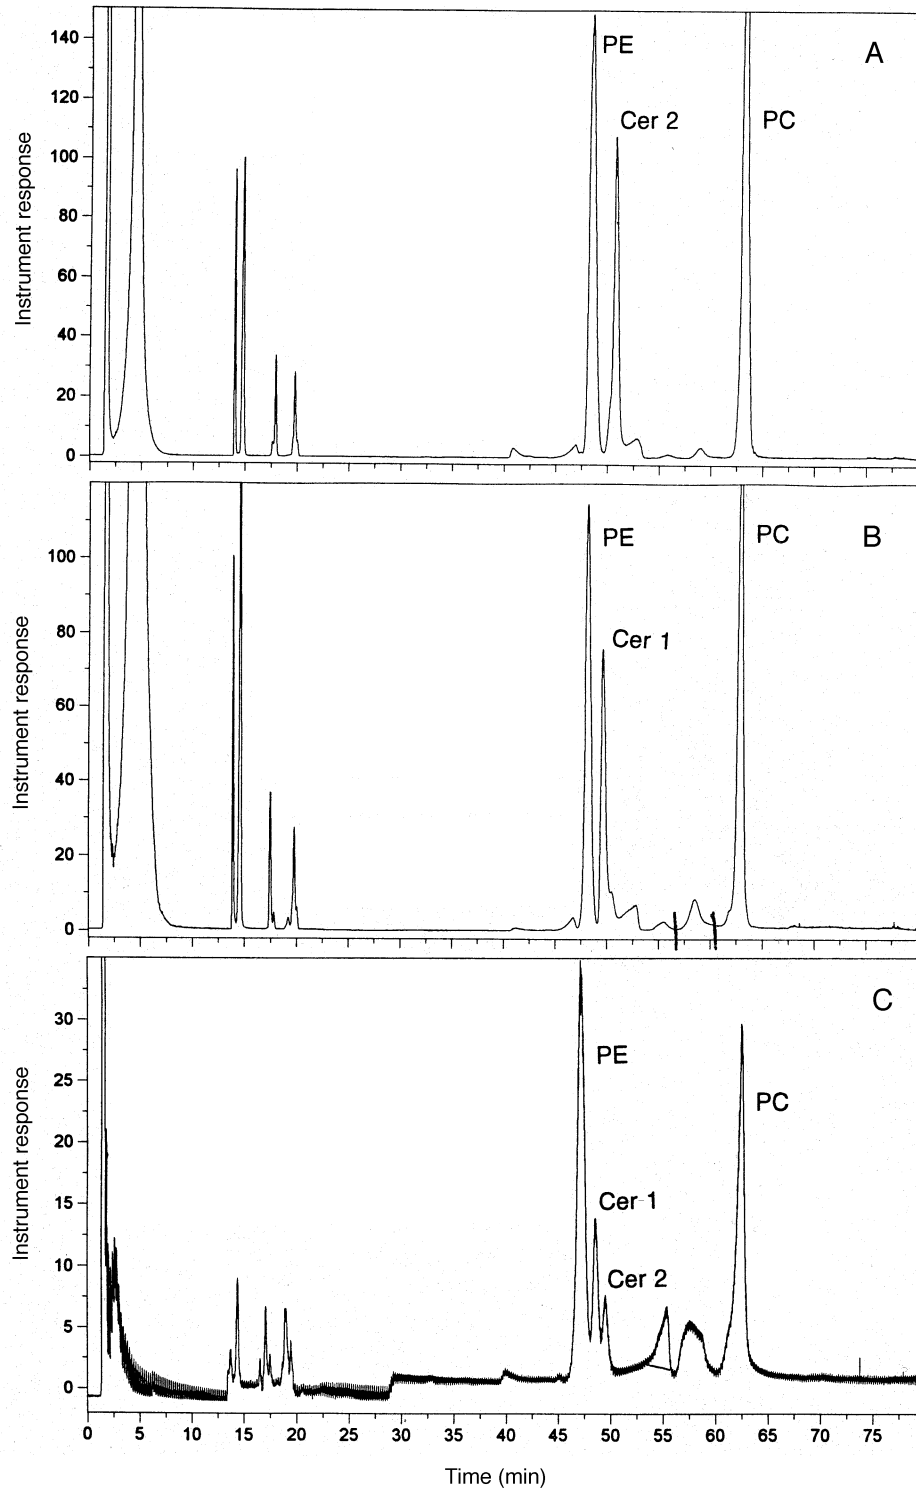 A
140
120
100
80
60
40
20
0
Instrument response
PE
Cer 2
PC
B
100
80
60
40
20
0
Instrument response
PE
Cer 1
PC
C
30
25
20
15
10
5
0
Instrument response
PE
Cer 1
Cer 2
PC
0 5 10 15 20 25 30 35 40 45 50 55 60 65 70 75
Time (min)